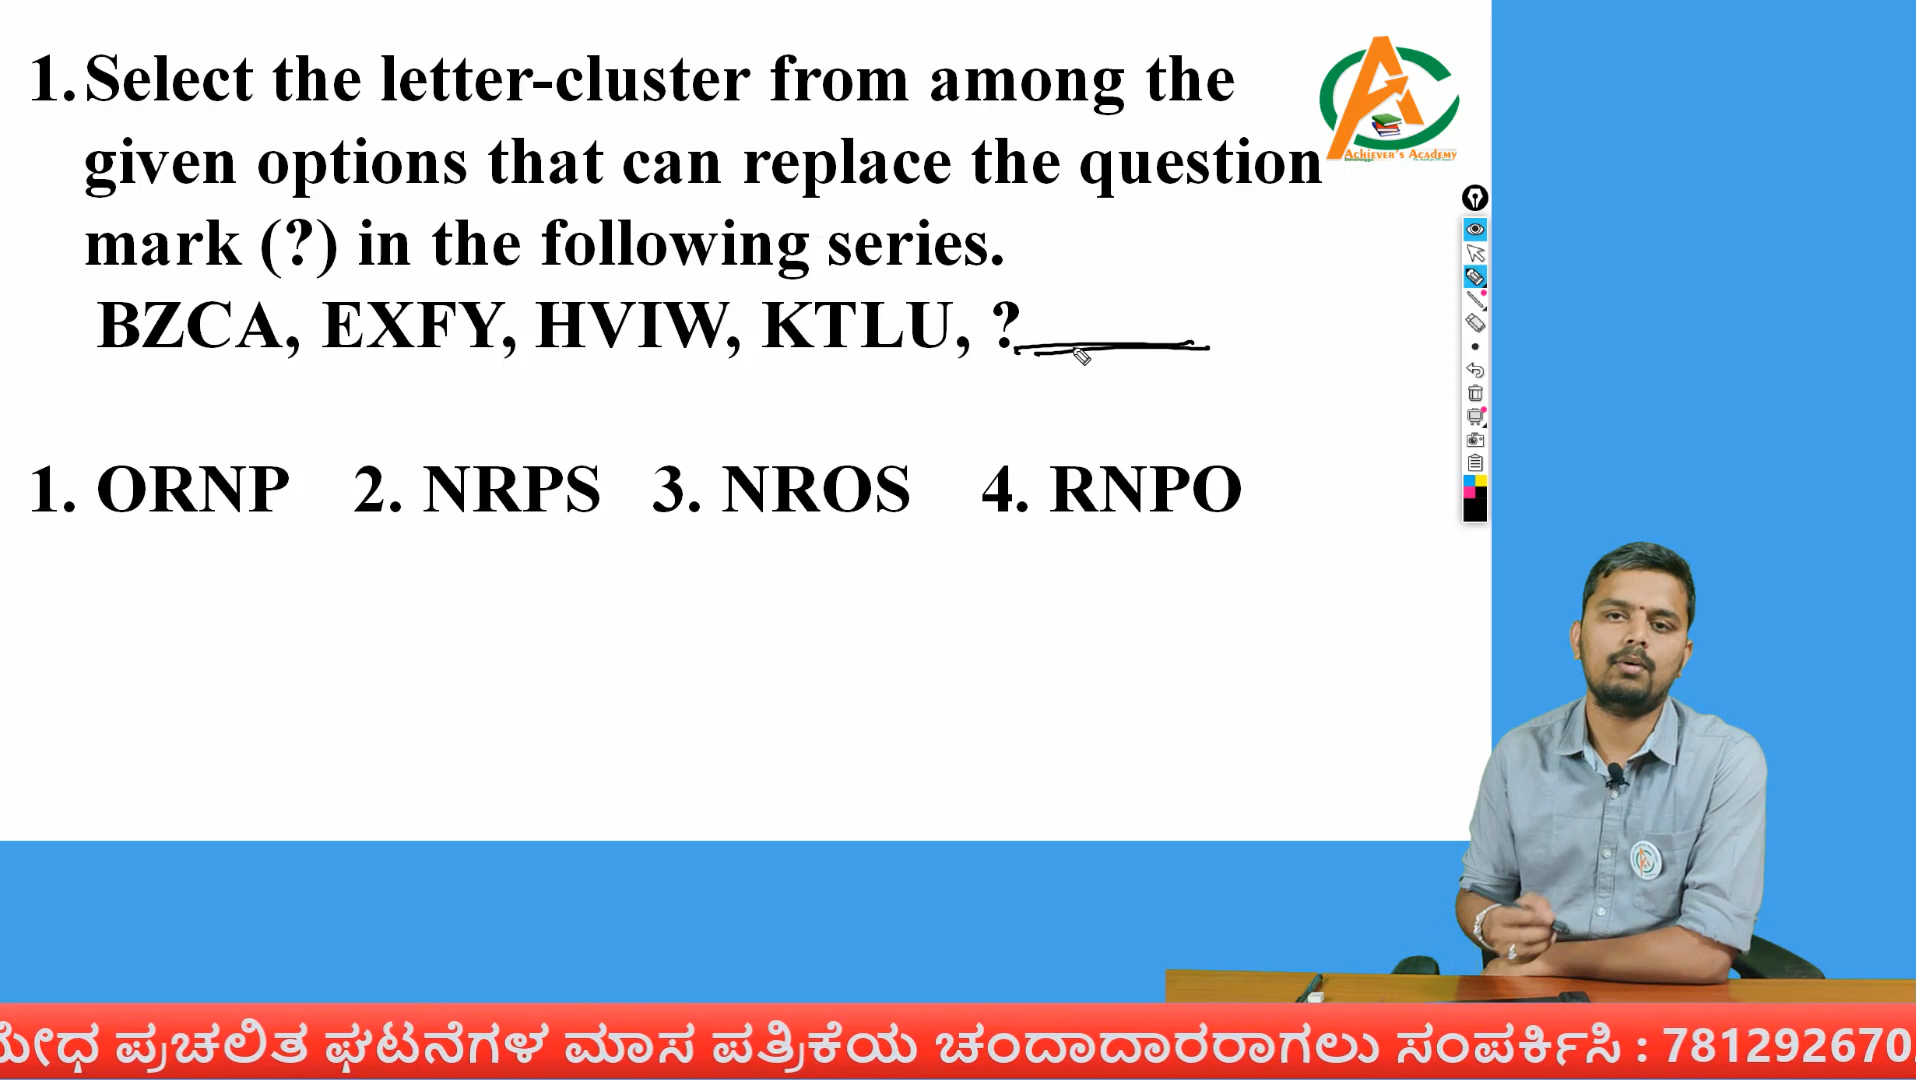 1. Select the letter-cluster from among the
given options that can replace the question
mark (?) in the following series.
BZCA, EXFY, HVIW, KTLU, ?
1. ORNP 2. NRPS 3. NROS 4. RNPO
Achiever's Academy
ಪ್ರಚಲಿತ ಘಟನೆಗಳ ಮಾಸ ಪತ್ರಿಕೆಯ ಚಂದಾದಾರರಾಗಲು ಸಂಪರ್ಕಿಸಿ : 781292670